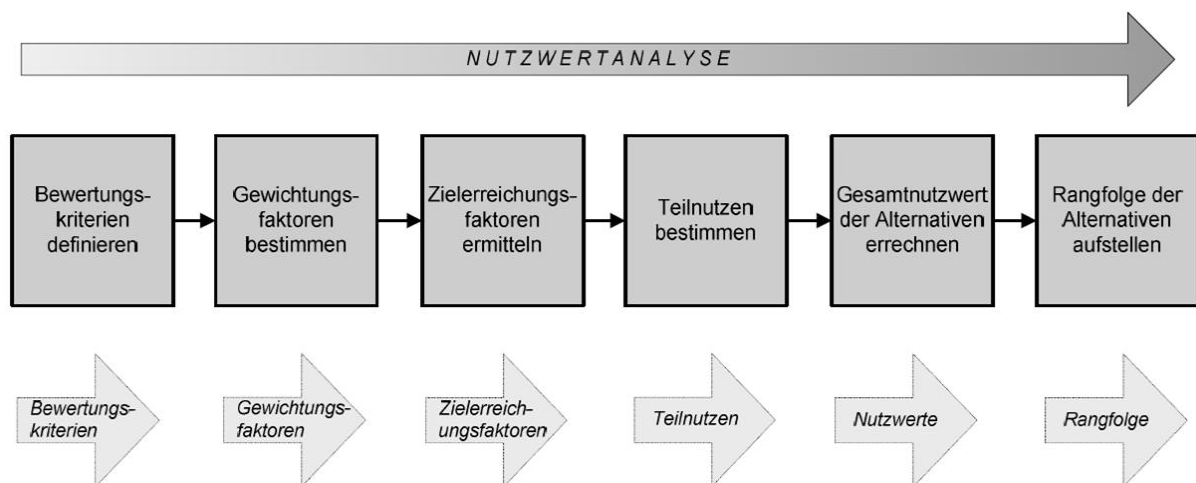 NUTZWERTANALYSE
Bewertungs-
kriterien
definieren
Gewichtungs-
faktoren
bestimmen
Zielerreichungs-
faktoren
ermitteln
Teilnutzen
bestimmen
Gesamtnutzwert
der Alternativen
errechnen
Rangfolge der
Alternativen
aufstellen
Bewertungs-
kriterien
Gewichtungs-
faktoren
Zielerreich-
ungsfaktoren
Teilnutzen
Nutzwerte
Rangfolge